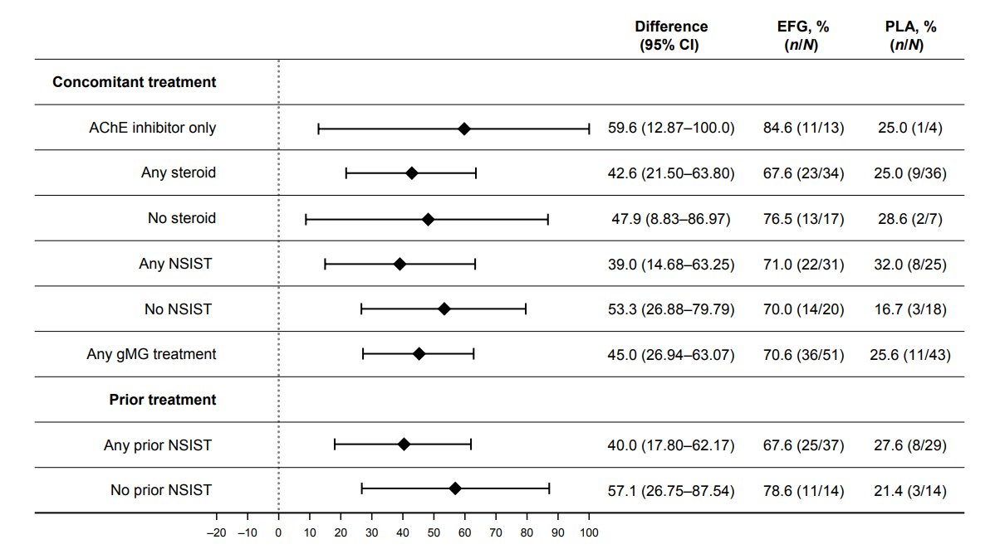 Difference EFG, % PLA, %
(95% CI) (n/N) (n/N)
Concomitant treatment
AChE inhibitor only 59.6 (12.87–100.0) 84.6 (11/13) 25.0 (1/4)
Any steroid 42.6 (21.50–63.80) 67.6 (23/34) 25.0 (9/36)
No steroid 47.9 (8.83–86.97) 76.5 (13/17) 28.6 (2/7)
Any NSIST 39.0 (14.68–63.25) 71.0 (22/31) 32.0 (8/25)
No NSIST 53.3 (26.88–79.79) 70.0 (14/20) 16.7 (3/18)
Any gMG treatment 45.0 (26.94–63.07) 70.6 (36/51) 25.6 (11/43)
Prior treatment
Any prior NSIST 40.0 (17.80–62.17) 67.6 (25/37) 27.6 (8/29)
No prior NSIST 57.1 (26.75–87.54) 78.6 (11/14) 21.4 (3/14)
–20 –10 0 10 20 30 40 50 60 70 80 90 100